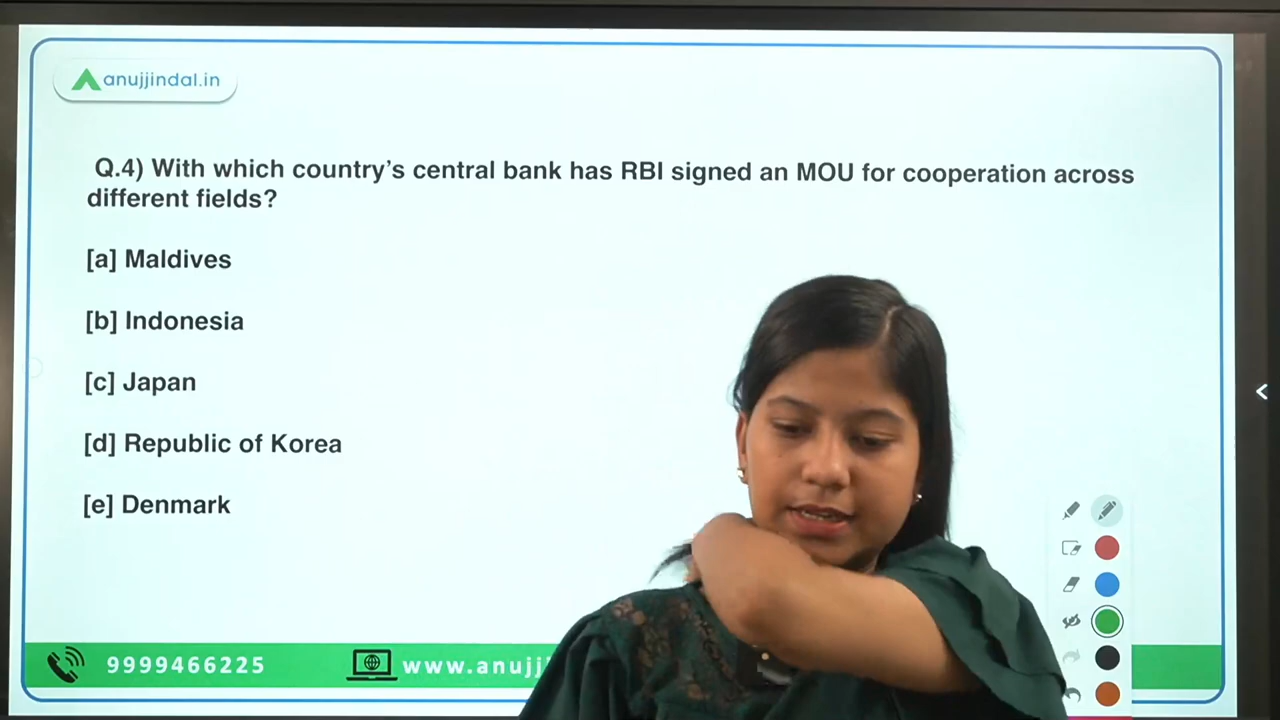 anujjindal.in
Q.4) With which country’s central bank has RBI signed an MOU for cooperation across
different fields?
[a] Maldives
[b] Indonesia
[c] Japan
[d] Republic of Korea
[e] Denmark
9999466225
www.anujj